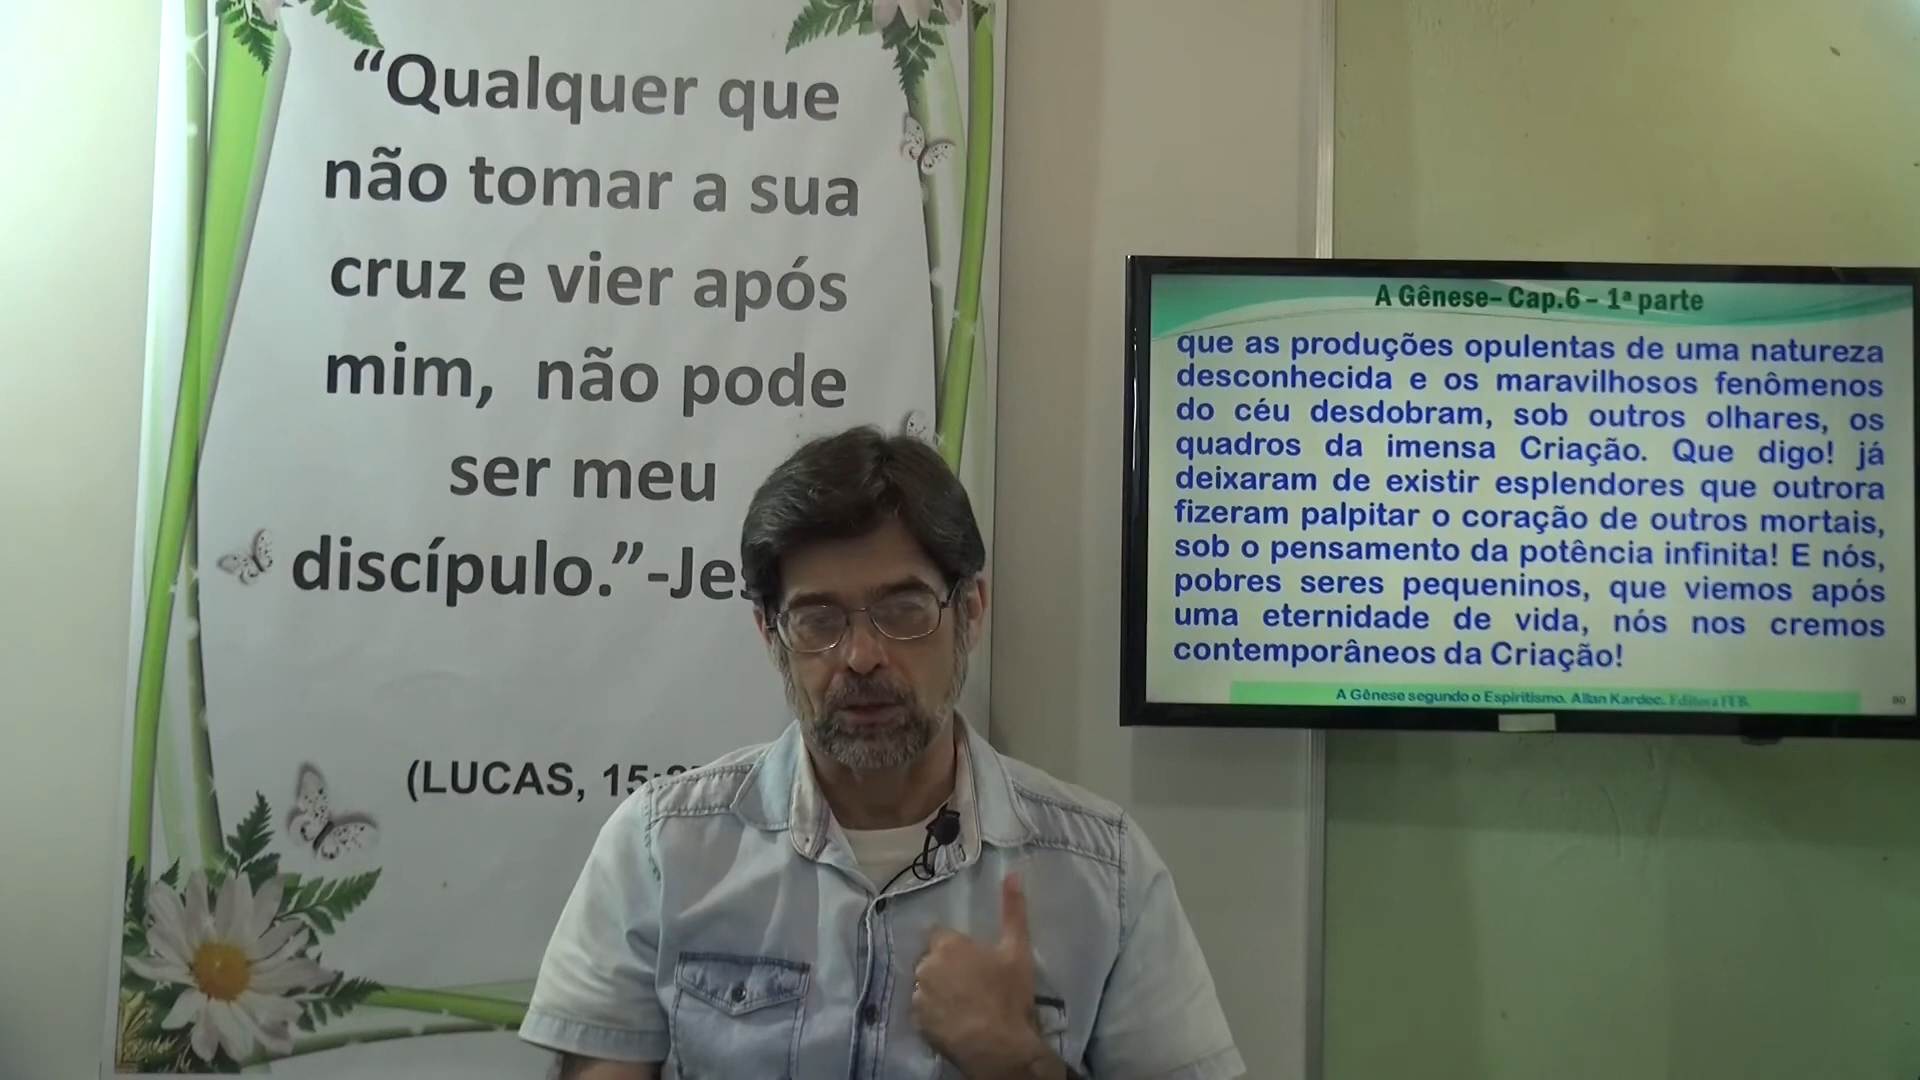 “Qualquer que
não tomar a sua
cruz e vier após
mim, não pode
ser meu
discípulo.”-Jes
(LUCAS, 15:
A Gênese– Cap.6 – 1ª parte
que as produções opulentas de uma natureza
desconhecida e os maravilhosos fenômenos
do céu desdobram, sob outros olhares, os
quadros da imensa Criação. Que digo! já
deixaram de existir esplendores que outrora
fizeram palpitar o coração de outros mortais,
sob o pensamento da potência infinita! E nós,
pobres seres pequeninos, que viemos após
uma eternidade de vida, nós nos cremos
contemporâneos da Criação!
A Gênese segundo o Espiritismo. Allan Kardec. Editora FEB.